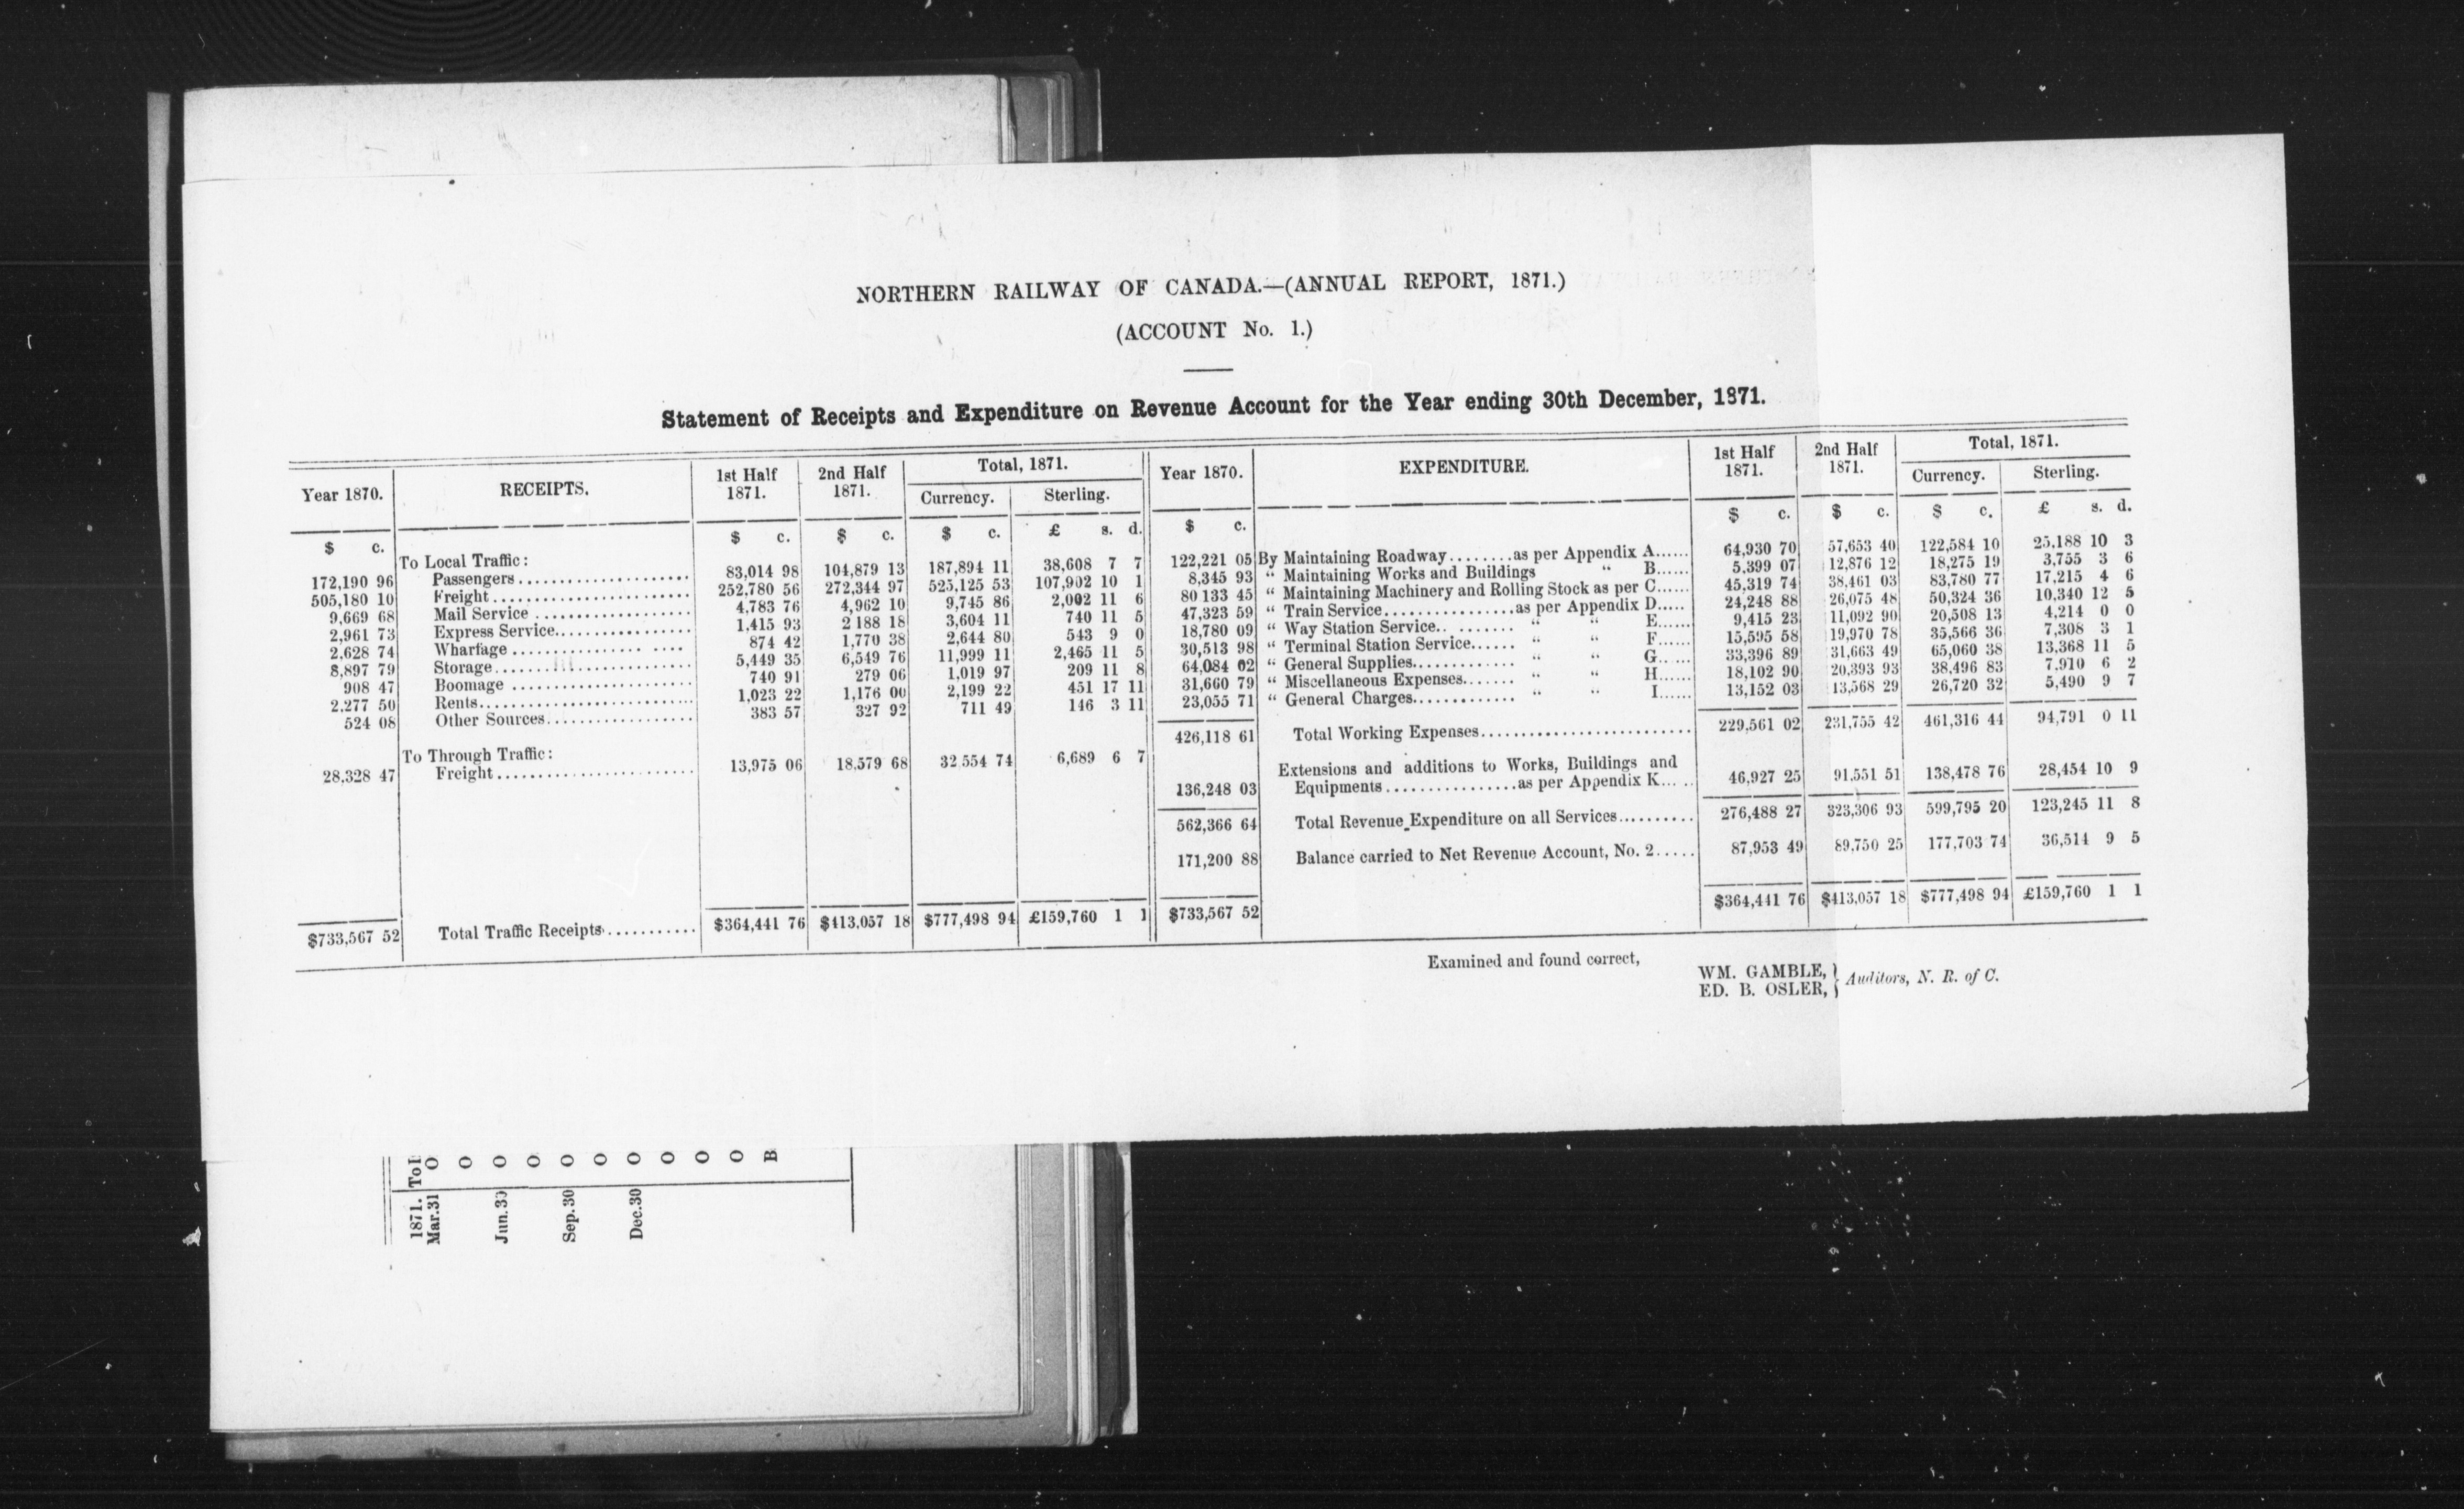 NORTHERN RAILWAY OF CANADA.—(ANNUAL REPORT, 1871.)
(ACCOUNT No. 1.)
Statement of Receipts and Expenditure on Revenue Account for the Year ending 30th December, 1871.
Year 1870. RECEIPTS. 1st Half 1871. 2nd Half 1871. Total, 1871. Currency. Sterling.
$ c. $ c. $ c. $ c. £ s. d.
To Local Traffic:
172,190 96 Passengers 83,014 98 104,879 13 187,894 11 38,608 7 7
505,180 10 Freight 252,780 56 272,344 97 525,125 53 107,902 10 1
9,669 68 Mail Service 4,783 76 4,962 10 9,745 86 2,002 11 6
2,961 73 Express Service 1,415 93 2 188 18 3,604 11 740 11 5
2,628 74 Wharfage 874 42 1,770 38 2,644 80 543 9 0
8,897 79 Storage 5,449 35 6,549 76 11,999 11 2,465 11 5
908 47 Boomage 740 91 279 06 1,019 97 209 11 8
2,277 50 Rents 1,023 22 1,176 00 2,199 22 451 17 11
524 08 Other Sources 383 57 327 92 711 49 146 3 11
To Through Traffic:
28,328 47 Freight 13,975 06 18,579 68 32 554 74 6,689 6 7
$733,567 52 Total Traffic Receipts $364,441 76 $413,057 18 $777,498 94 £159,760 1 1
Year 1870. EXPENDITURE. 1st Half 1871. 2nd Half 1871. Total, 1871. Currency. Sterling.
$ c. $ c. $ c. $ c. £ s. d.
122,221 05 By Maintaining Roadway........as per Appendix A...... 64,930 70 57,653 40 122,584 10 25,188 10 3
8,345 93 “ Maintaining Works and Buildings “ B...... 5,399 07 12,876 12 18,275 19 3,755 3 6
80 133 45 “ Maintaining Machinery and Rolling Stock as per C...... 45,319 74 38,461 03 83,780 77 17,215 4 6
47,323 59 “ Train Service................as per Appendix D..... 24,248 88 26,075 48 50,324 36 10,340 12 5
18,780 09 “ Way Station Service.. ........ “ “ E...... 9,415 23 11,092 90 20,508 13 4,214 0 0
30,513 98 “ Terminal Station Service...... “ “ F...... 15,595 58 19,970 78 35,566 36 7,308 3 1
64,084 02 “ General Supplies............. “ “ G...... 33,396 89 31,663 49 65,060 38 13,368 11 5
31,660 79 “ Miscellaneous Expenses....... “ “ H...... 18,102 90 20,393 93 38,496 83 7,910 6 2
23,055 71 “ General Charges............. “ “ I...... 13,152 03 13,568 29 26,720 32 5,490 9 7
426,118 61 Total Working Expenses 229,561 02 231,755 42 461,316 44 94,791 0 11
Extensions and additions to Works, Buildings and
136,248 03 Equipments................as per Appendix K... .. 46,927 25 91,551 51 138,478 76 28,454 10 9
562,366 64 Total Revenue Expenditure on all Services.......... 276,488 27 323,306 93 599,795 20 123,245 11 8
171,200 88 Balance carried to Net Revenue Account, No. 2..... 87,953 49 89,750 25 177,703 74 36,514 9 5
$733,567 52 $364,441 76 $413,057 18 $777,498 94 £159,760 1 1
Examined and found correct,
WM. GAMBLE,
ED. B. OSLER, } Auditors, N. R. of C.
1871. To
Mar.31 O
O
Jun.30 O
O
Sep.30 O
O
Dec.30 O
O
O
O
B